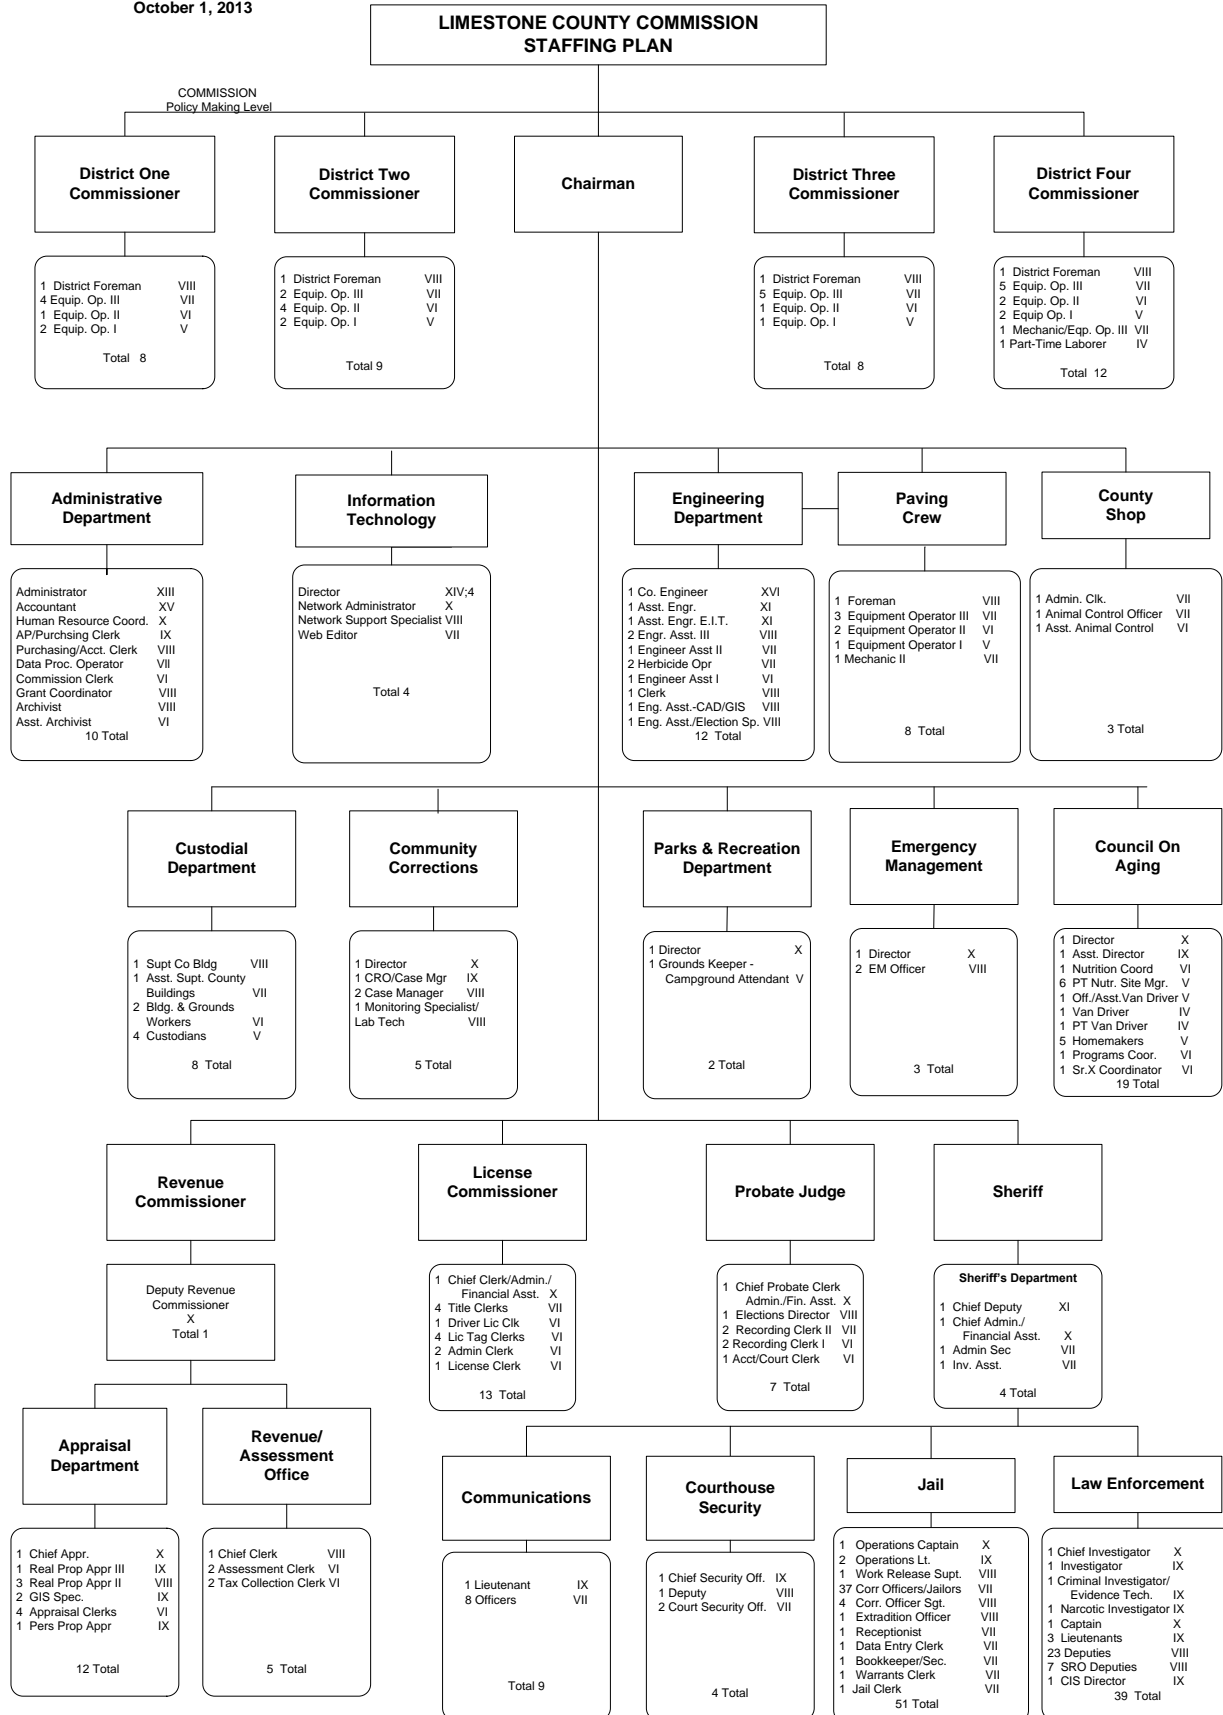 October 1, 2013
LIMESTONE COUNTY COMMISSION
STAFFING PLAN
COMMISSION
Policy Making Level
District One
Commissioner
District Two
Commissioner
Chairman
District Three
Commissioner
District Four
Commissioner
1 District Foreman VIII
4 Equip. Op. III VII
1 Equip. Op. II VI
2 Equip. Op. I V
Total 8
1 District Foreman VIII
2 Equip. Op. III VII
4 Equip. Op. II VI
2 Equip. Op. I V
Total 9
1 District Foreman VIII
5 Equip. Op. III VII
1 Equip. Op. II VI
1 Equip. Op. I V
Total 8
1 District Foreman VIII
5 Equip. Op. III VII
2 Equip. Op. II VI
2 Equip Op. I V
1 Mechanic/Eqp. Op. III VII
1 Part-Time Laborer IV
Total 12
Administrative
Department
Information
Technology
Engineering
Department
Paving
Crew
County
Shop
Administrator XIII
Accountant XV
Human Resource Coord. X
AP/Purchsing Clerk IX
Purchasing/Acct. Clerk VIII
Data Proc. Operator VII
Commission Clerk VI
Grant Coordinator VIII
Archivist VIII
Asst. Archivist VI
10 Total
Director XIV;4
Network Administrator X
Network Support Specialist VIII
Web Editor VII
Total 4
1 Co. Engineer XVI
1 Asst. Engr. XI
1 Asst. Engr. E.I.T. XI
2 Engr. Asst. III VIII
1 Engineer Asst II VII
2 Herbicide Opr VII
1 Engineer Asst I VI
1 Clerk VIII
1 Eng. Asst.-CAD/GIS VIII
1 Eng. Asst./Election Sp. VIII
12 Total
1 Foreman VIII
3 Equipment Operator III VII
2 Equipment Operator II VI
1 Equipment Operator I V
1 Mechanic II VII
8 Total
1 Admin. Clk. VII
1 Animal Control Officer VII
1 Asst. Animal Control VI
3 Total
Custodial
Department
Community
Corrections
Parks & Recreation
Department
Emergency
Management
Council On
Aging
1 Supt Co Bldg VIII
1 Asst. Supt. County
Buildings VII
2 Bldg. & Grounds
Workers VI
4 Custodians V
8 Total
1 Director X
1 CRO/Case Mgr IX
2 Case Manager VIII
1 Monitoring Specialist/
Lab Tech VIII
5 Total
1 Director X
1 Grounds Keeper -
Campground Attendant V
2 Total
1 Director X
2 EM Officer VIII
3 Total
1 Director X
1 Asst. Director IX
1 Nutrition Coord VI
6 PT Nutr. Site Mgr. V
1 Off./Asst.Van Driver V
1 Van Driver IV
1 PT Van Driver IV
5 Homemakers V
1 Programs Coor. VI
1 Sr.X Coordinator VI
19 Total
Revenue
Commissioner
License
Commissioner
Probate Judge
Sheriff
Deputy Revenue
Commissioner
X
Total 1
1 Chief Clerk/Admin./
Financial Asst. X
4 Title Clerks VII
1 Driver Lic Clk VI
4 Lic Tag Clerks VI
2 Admin Clerk VI
1 License Clerk VI
13 Total
1 Chief Probate Clerk
Admin./Fin. Asst. X
1 Elections Director VIII
2 Recording Clerk II VII
2 Recording Clerk I VI
1 Acct/Court Clerk VI
7 Total
Sheriff's Department
1 Chief Deputy XI
1 Chief Admin./
Financial Asst. X
1 Admin Sec VII
1 Inv. Asst. VII
4 Total
Appraisal
Department
Revenue/
Assessment
Office
Communications
Courthouse
Security
Jail
Law Enforcement
1 Chief Appr. X
1 Real Prop Appr III IX
3 Real Prop Appr II VIII
2 GIS Spec. IX
4 Appraisal Clerks VI
1 Pers Prop Appr IX
12 Total
1 Chief Clerk VIII
2 Assessment Clerk VI
2 Tax Collection Clerk VI
5 Total
1 Lieutenant IX
8 Officers VII
Total 9
1 Chief Security Off. IX
1 Deputy VIII
2 Court Security Off. VII
4 Total
1 Operations Captain X
2 Operations Lt. IX
1 Work Release Supt. VIII
37 Corr Officers/Jailors VII
4 Corr. Officer Sgt. VIII
1 Extradition Officer VIII
1 Receptionist VII
1 Data Entry Clerk VII
1 Bookkeeper/Sec. VII
1 Warrants Clerk VII
1 Jail Clerk VII
51 Total
1 Chief Investigator X
1 Investigator IX
1 Criminal Investigator/
Evidence Tech. IX
1 Narcotic Investigator IX
1 Captain X
3 Lieutenants IX
23 Deputies VIII
7 SRO Deputies VIII
1 CIS Director IX
39 Total